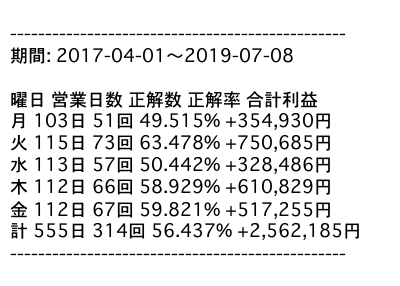 ------------------------------------------------
期間: 2017-04-01〜2019-07-08
曜日 営業日数 正解数 正解率 合計利益
月 103日 51回 49.515% +354,930円
火 115日 73回 63.478% +750,685円
水 113日 57回 50.442% +328,486円
木 112日 66回 58.929% +610,829円
金 112日 67回 59.821% +517,255円
計 555日 314回 56.437% +2,562,185円
------------------------------------------------